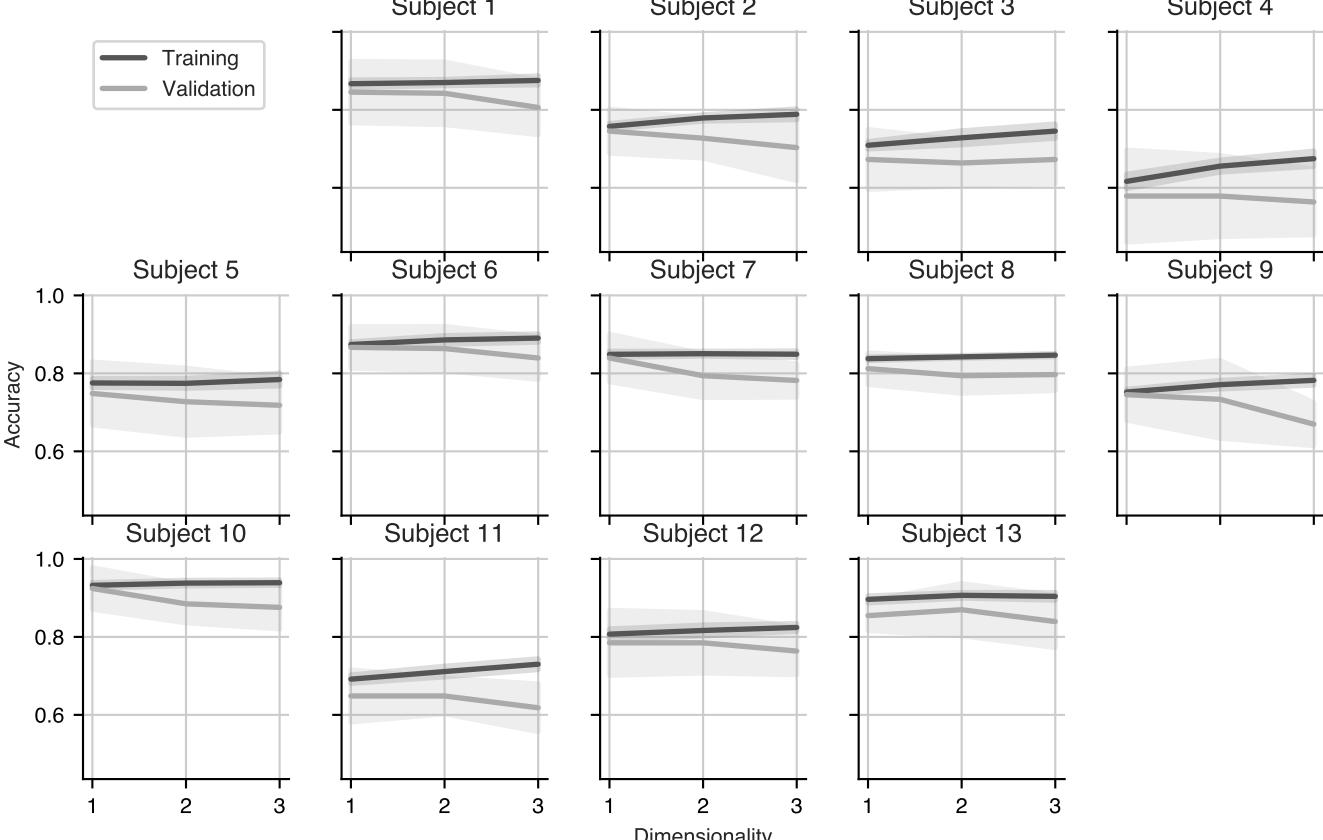 Subject 1
Subject 2
Subject 3
Subject 4
Training
Validation
Subject 5
Subject 6
Subject 7
Subject 8
Subject 9
1.0
0.8
0.6
Accuracy
Subject 10
Subject 11
Subject 12
Subject 13
1.0
0.8
0.6
1 2 3
1 2 3
1 2 3
1 2 3
Dimensionality